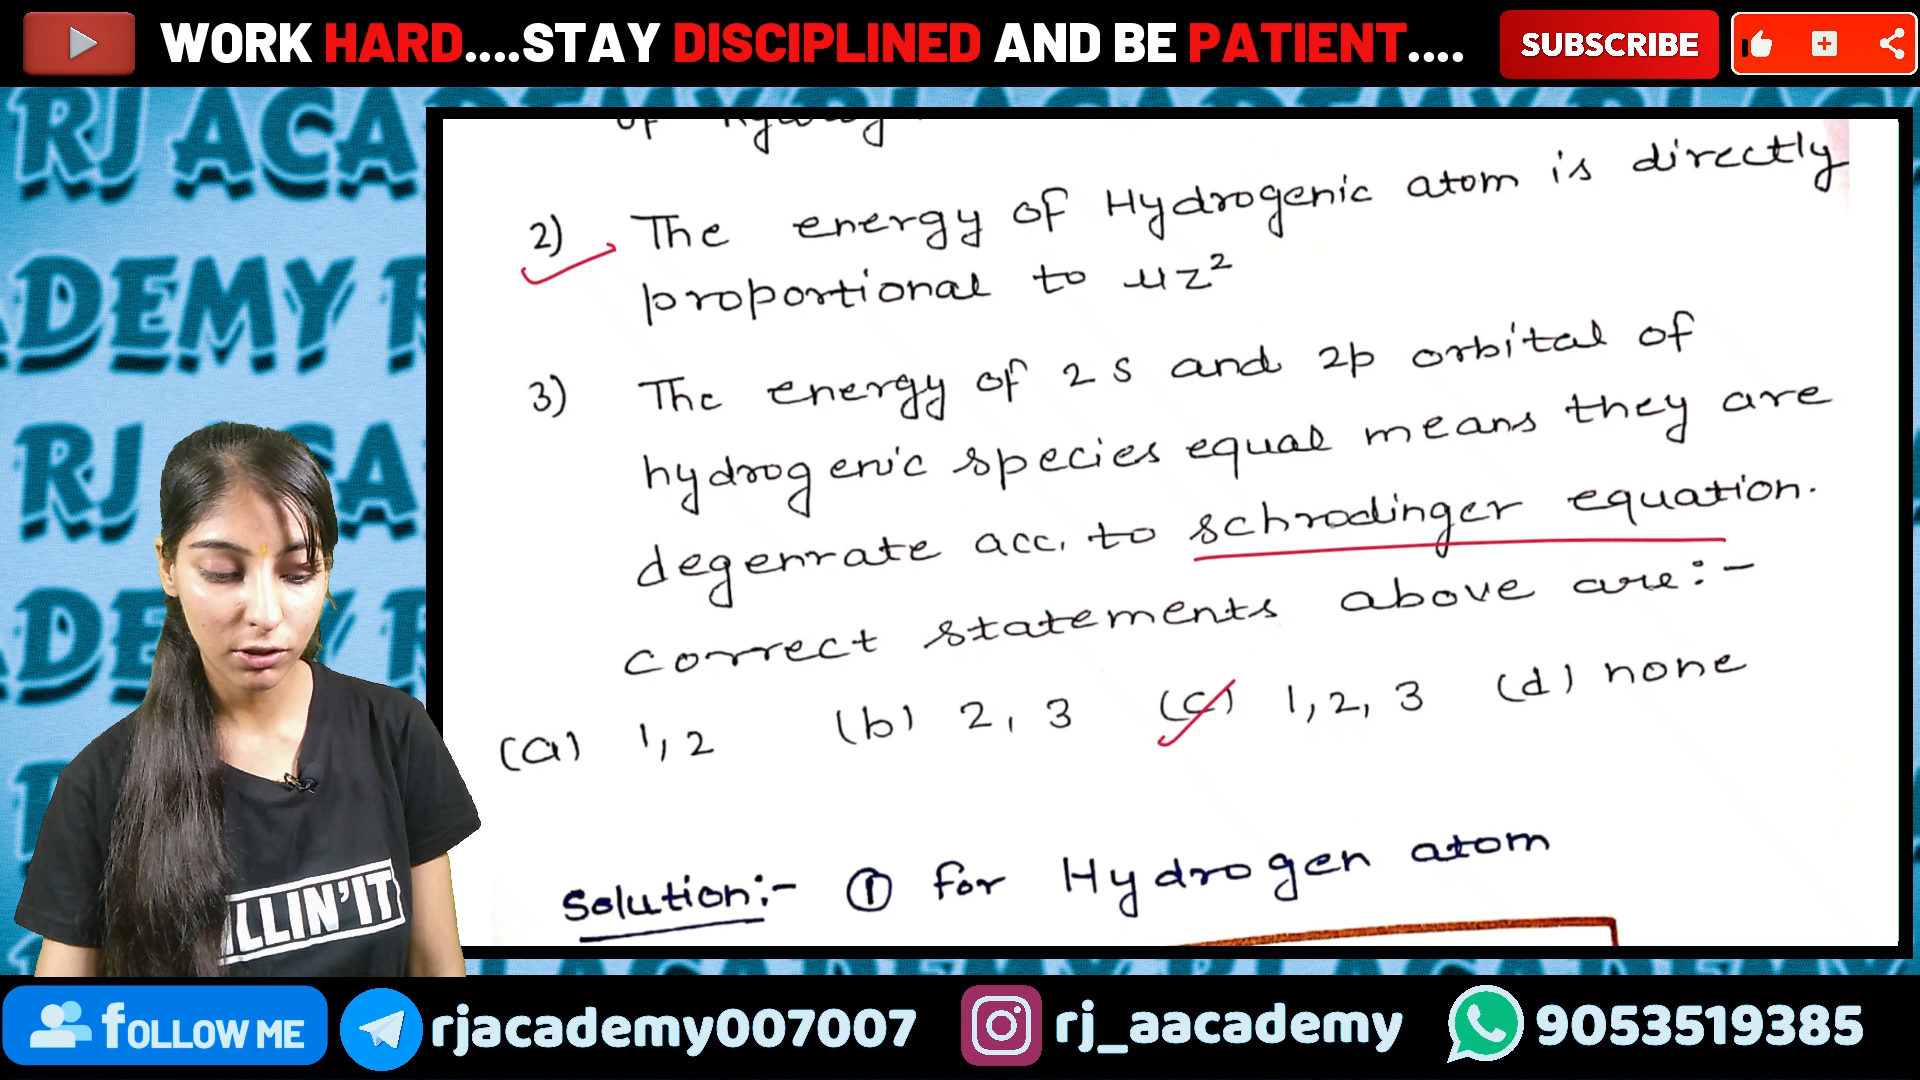 WORK HARD....STAY DISCIPLINED AND BE PATIENT....
SUBSCRIBE
2) The energy of Hydrogenic atom is directly
proportional to μz²
3) The energy of 2s and 2p orbital of
hydrogenic species equal means they are
degenrate acc. to schrodinger equation.
correct statements above are:-
(a) 1,2 (b) 2, 3 (c) 1,2,3 (d) none
Solution:- ① for Hydrogen atom
LLIN'IT
FOLLOW ME
rjacademy007007
rj_aacademy
9053519385